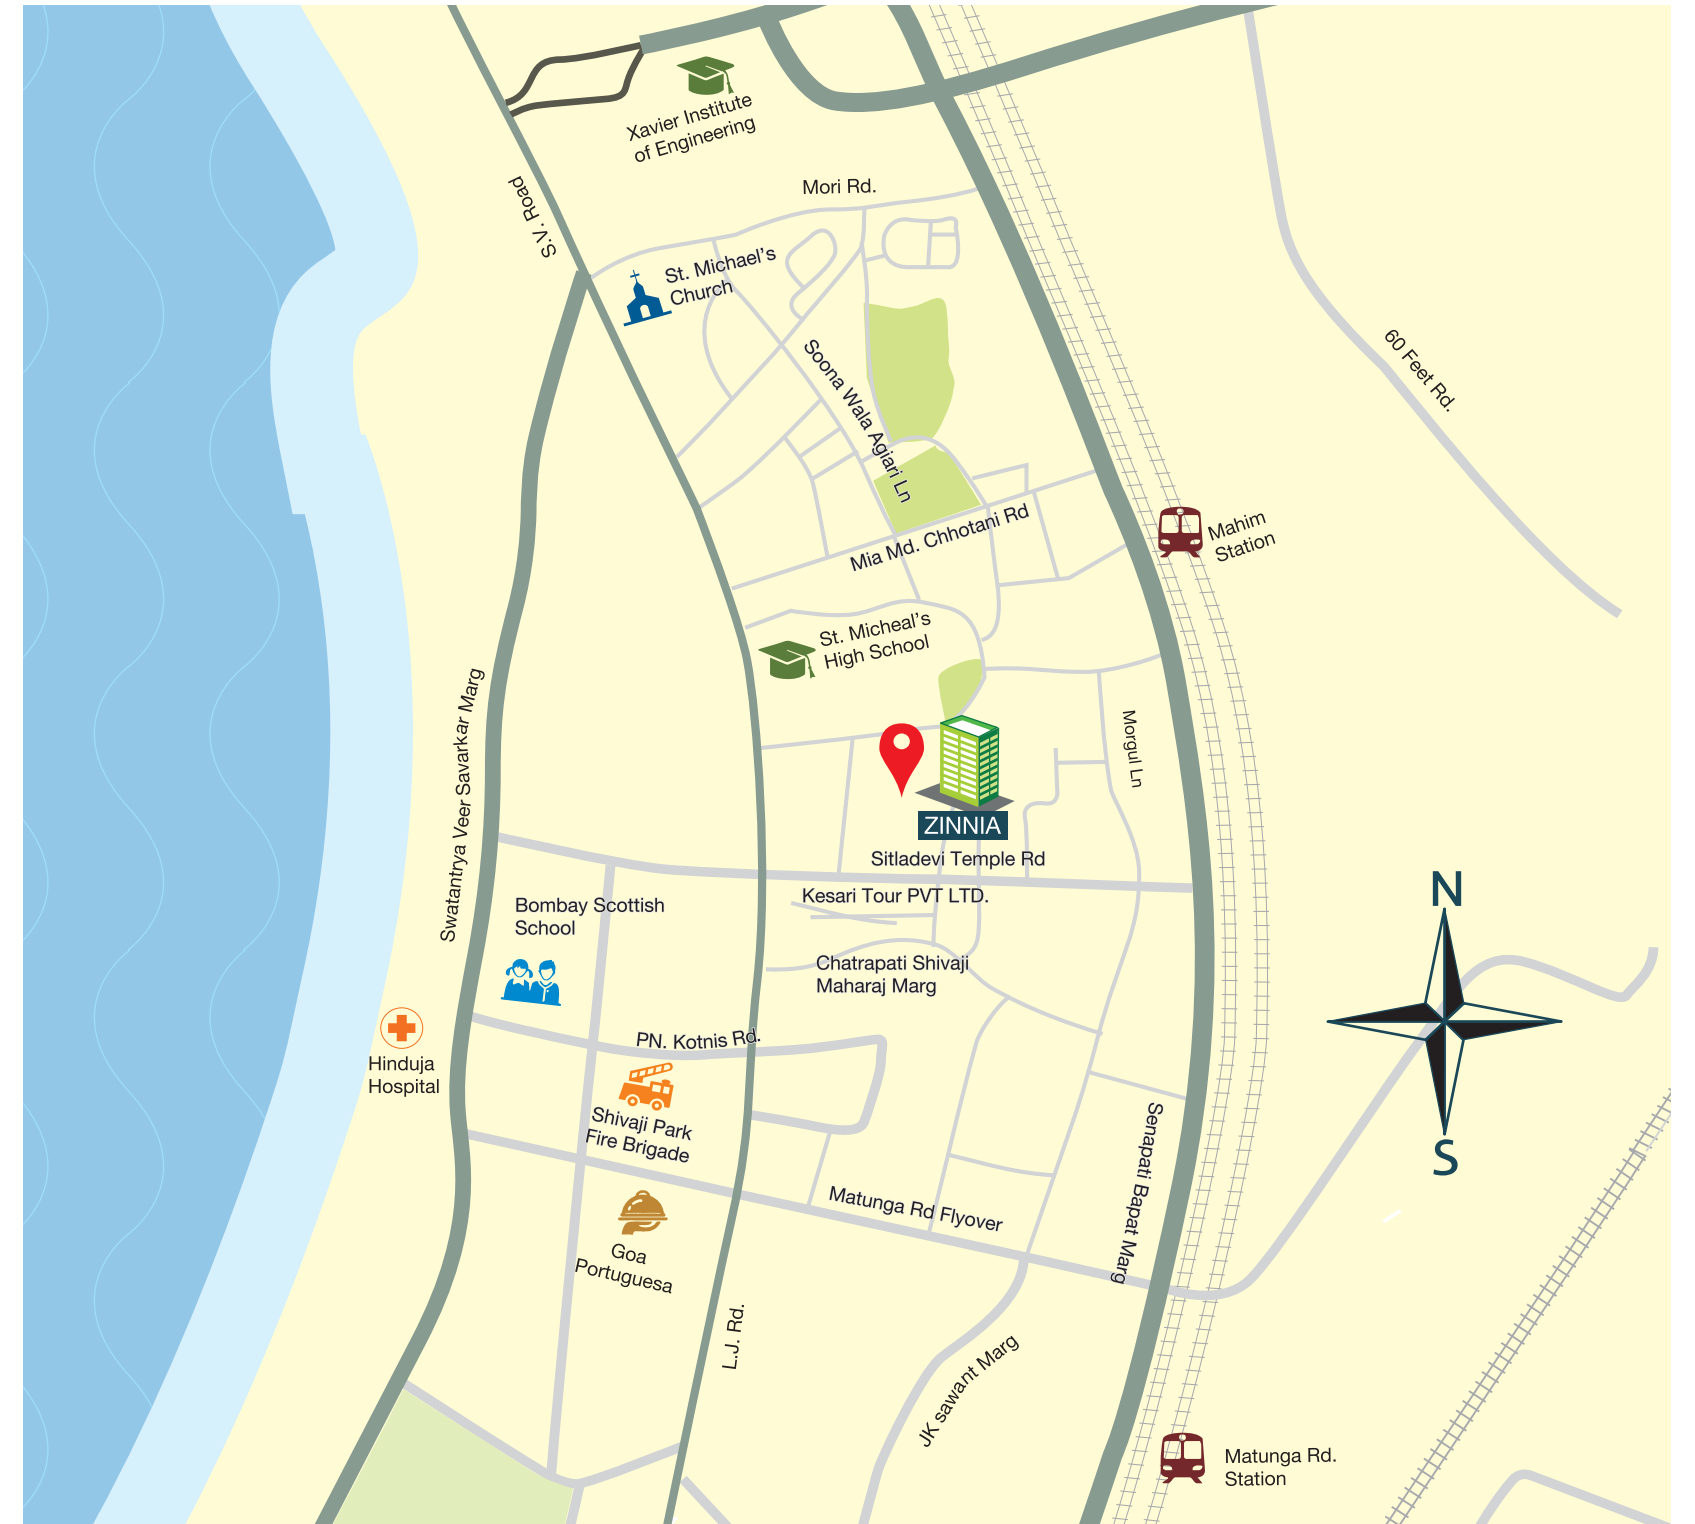 Xavier Institute
of Engineering
S.V. Road
Mori Rd.
St. Michael's
Church
60 Feet Rd.
Soona Wala Agiari Ln
Mia Md. Chhotani Rd
Mahim
Station
St. Micheal's
High School
Swatantrya Veer Savarkar Marg
Morgul Ln
ZINNIA
Sitladevi Temple Rd
Kesari Tour PVT LTD.
Bombay Scottish
School
N
Chatrapati Shivaji
Maharaj Marg
PN. Kotnis Rd.
Hinduja
Hospital
Shivaji Park
Fire Brigade
Senapati Bapat Marg
S
Matunga Rd Flyover
Goa
Portuguesa
L.J. Rd.
JK sawant Marg
Matunga Rd.
Station